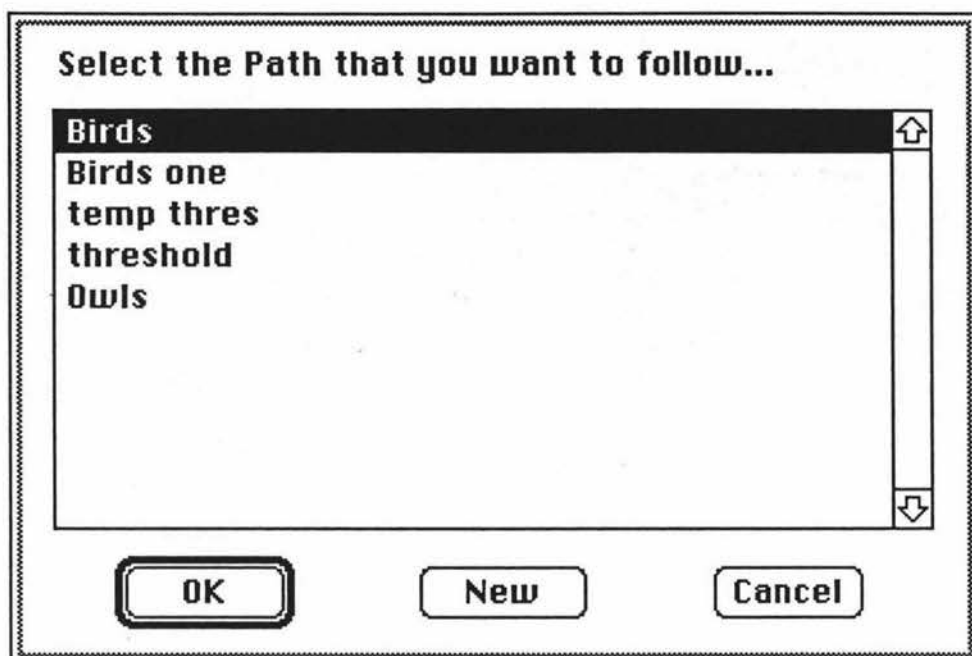 Select the Path that you want to follow...
Birds
Birds one
temp thres
threshold
Owls
OK
New
Cancel